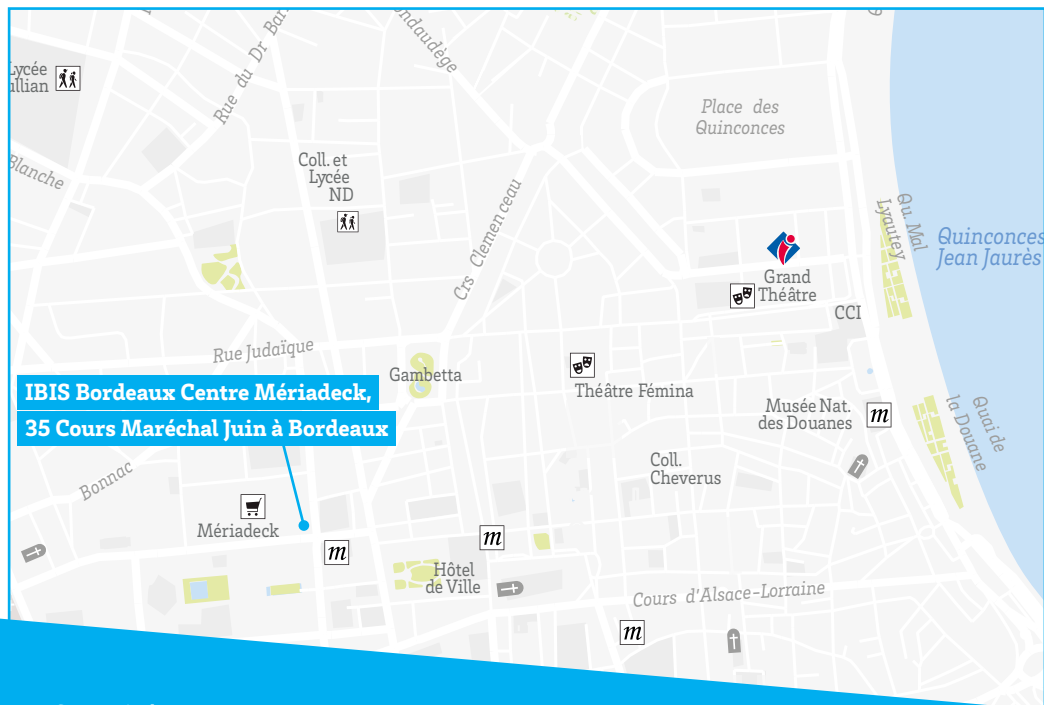 Lycée
Rue du Dr Bar
ondaudège
Place des
Quinconces
Blanche
Coll. et
Lycée
ND
Crs Clemenceau
Qu. Mal
Lyautey
Quinconces
Jean Jaurès
Grand
Théâtre
CCI
Rue Judaïque
Gambetta
Théâtre Fémina
IBIS Bordeaux Centre Mériadeck,
35 Cours Maréchal Juin à Bordeaux
Musée Nat.
des Douanes
m
Quai de
la Douane
Coll.
Cheverus
Bonnac
Mériadeck
m
m
Hôtel
de Ville
Cours d'Alsace-Lorraine
m